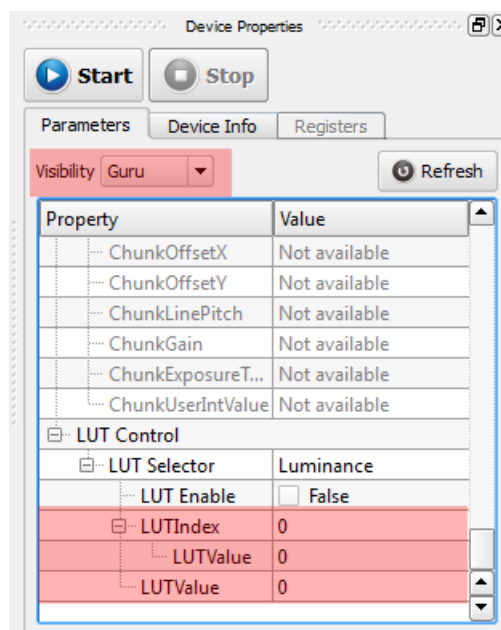 Device Properties
Start Stop
Parameters Device Info Registers
Visibility Guru Refresh
Property Value
ChunkOffsetX Not available
ChunkOffsetY Not available
ChunkLinePitch Not available
ChunkGain Not available
ChunkExposureT... Not available
ChunkUserIntValue Not available
LUT Control
LUT Selector Luminance
LUT Enable False
LUTIndex 0
LUTValue 0
LUTValue 0